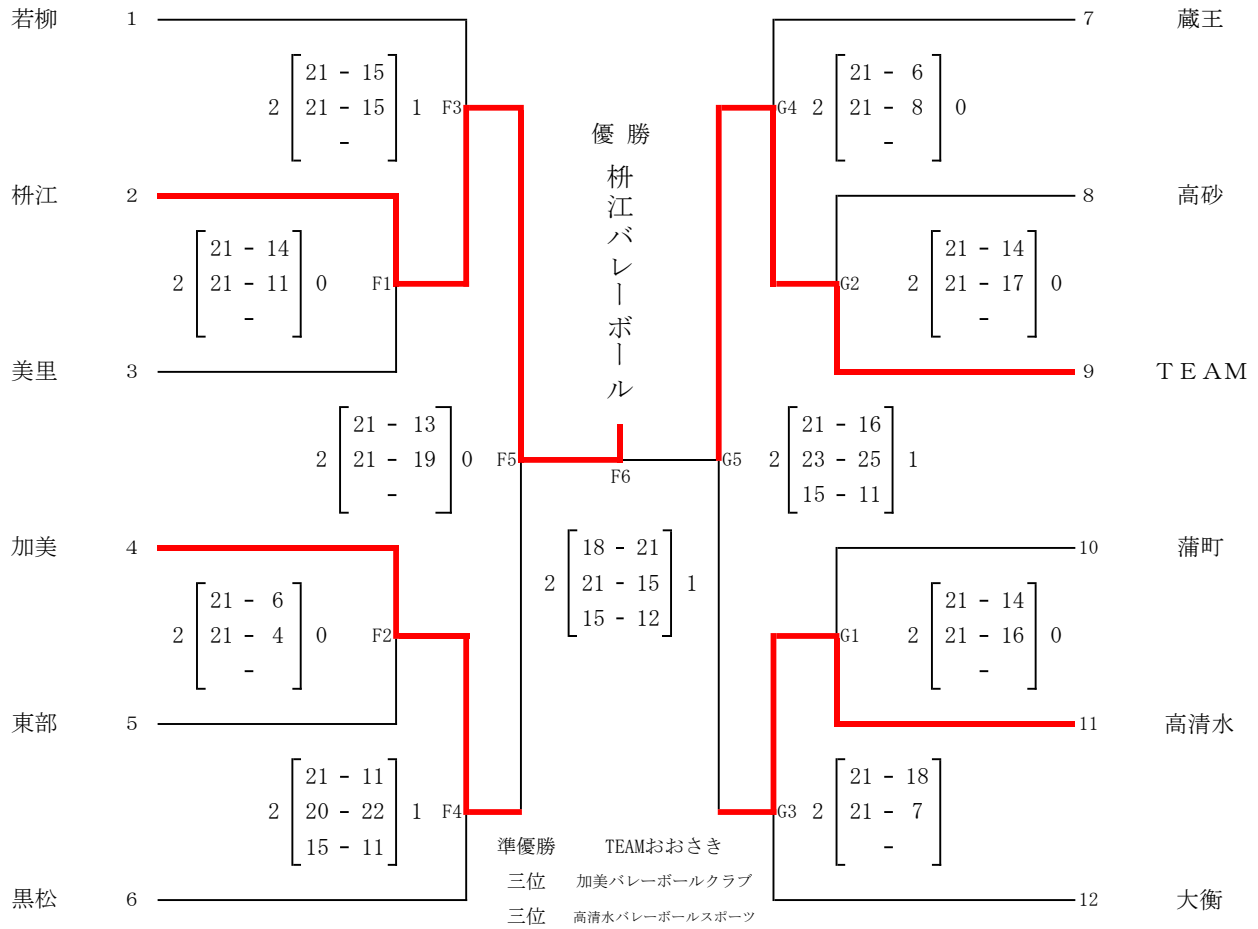 若柳 1
7 蔵王
21 - 15
2 21 - 15 1 F3
-
21 - 6
G4 2 21 - 8 0
-
優勝
枡江バレーボール
枡江 2
8 高砂
21 - 14
2 21 - 11 0 F1
-
21 - 14
G2 2 21 - 17 0
-
美里 3
9 TEAM
21 - 13
2 21 - 19 0 F5
-
F6
21 - 16
G5 2 23 - 25 1
15 - 11
加美 4
10 蒲町
18 - 21
2 21 - 15 1
15 - 12
21 - 6
2 21 - 4 0 F2
-
21 - 14
G1 2 21 - 16 0
-
東部 5
11 高清水
21 - 11
2 20 - 22 1 F4
15 - 11
21 - 18
G3 2 21 - 7
-
準優勝 TEAMおおさき
三位 加美バレーボールクラブ
黒松 6
12 大衡
三位 高清水バレーボールスポーツ